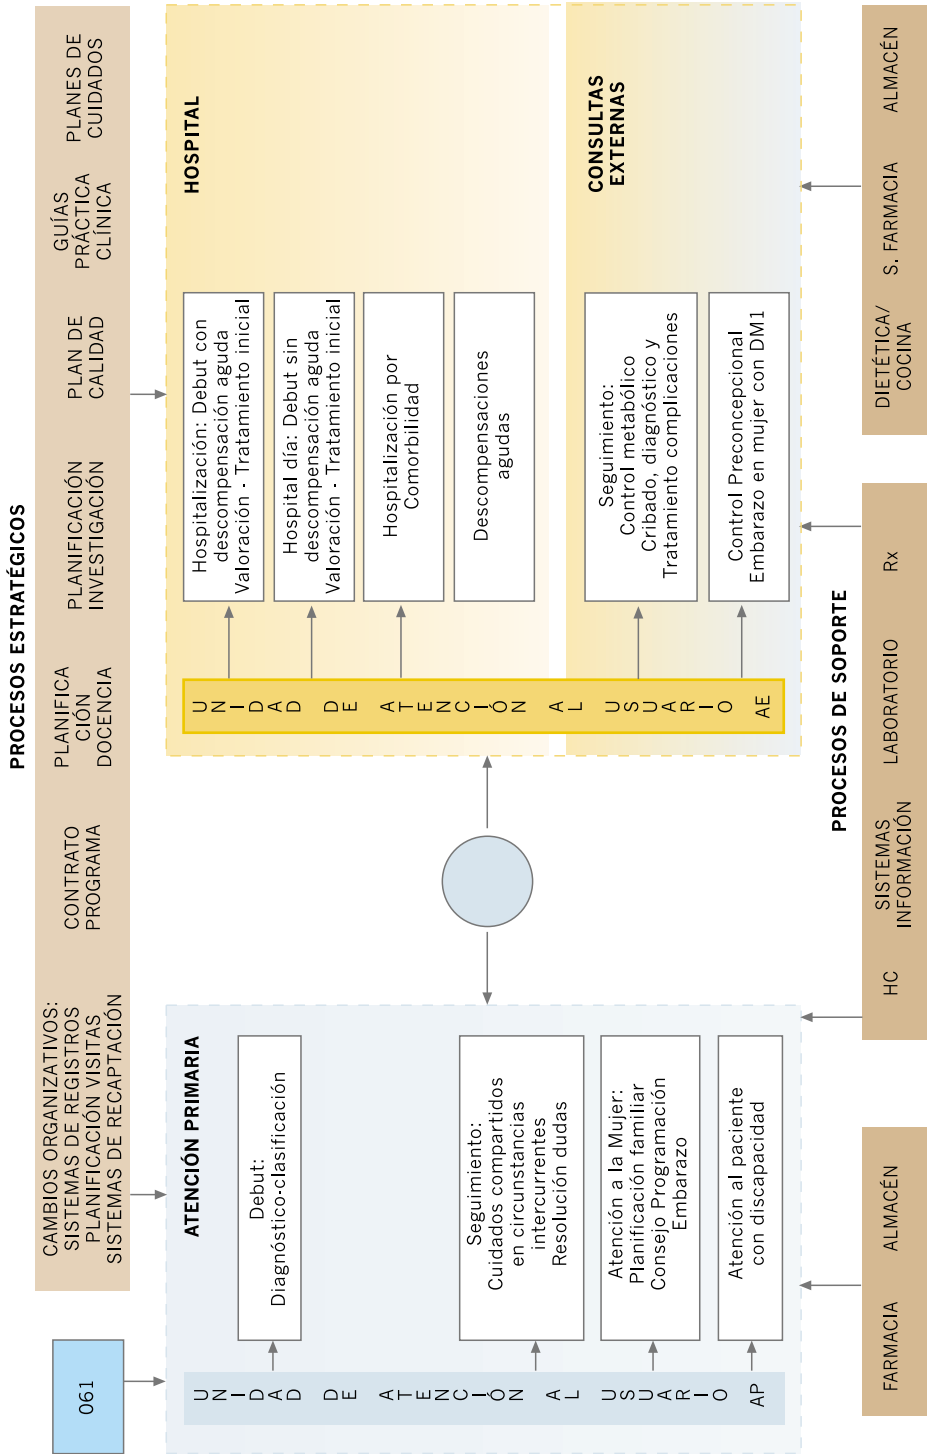 PROCESOS ESTRATÉGICOS
061
CAMBIOS ORGANIZATIVOS:
SISTEMAS DE REGISTROS
PLANIFICACIÓN VISITAS
SISTEMAS DE RECAPTACIÓN
CONTRATO
PROGRAMA
PLANIFICA
CIÓN
DOCENCIA
PLANIFICACIÓN
INVESTIGACIÓN
PLAN DE
CALIDAD
GUÍAS
PRÁCTICA
CLÍNICA
PLANES DE
CUIDADOS
ATENCIÓN PRIMARIA
UNIDAD DE ATENCIÓN AL USUARIO AP
Debut:
Diagnóstico-clasificación
Seguimiento:
Cuidados compartidos
en circunstancias
intercurrentes
Resolución dudas
Atención a la Mujer:
Planificación familiar
Consejo Programación
Embarazo
Atención al paciente
con discapacidad
HOSPITAL
UNIDAD DE ATENCIÓN AL USUARIO AE
Hospitalización: Debut con
descompensación aguda
Valoración - Tratamiento inicial
Hospital día: Debut sin
descompensación aguda
Valoración - Tratamiento inicial
Hospitalización por
Comorbilidad
Descompensaciones
agudas
CONSULTAS
EXTERNAS
Seguimiento:
Control metabólico
Cribado, diagnóstico y
Tratamiento complicaciones
Control Preconcepcional
Embarazo en mujer con DM1
PROCESOS DE SOPORTE
FARMACIA
ALMACÉN
HC
SISTEMAS
INFORMACIÓN
LABORATORIO
Rx
DIETÉTICA/
COCINA
S. FARMACIA
ALMACÉN